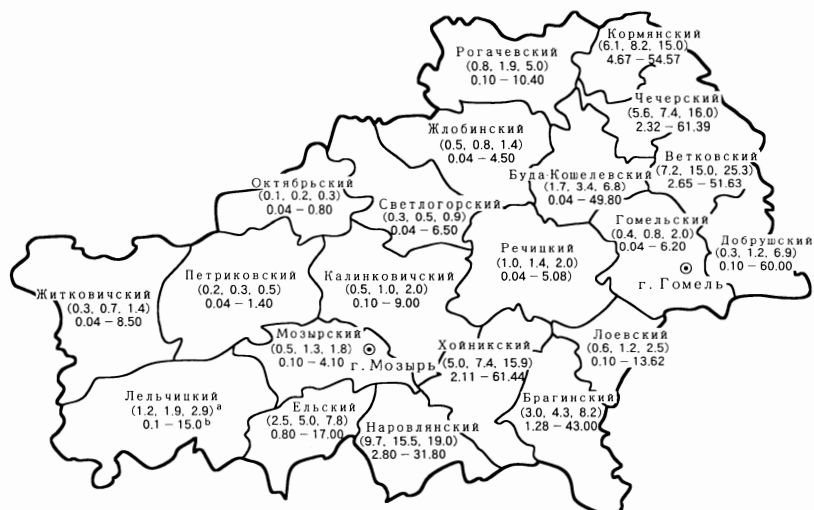 Кормянский
(6.1, 8.2, 15.0)
4.67 – 54.57
Рогачевский
(0.8, 1.9, 5.0)
0.10 – 10.40
Чечерский
(5.6, 7.4, 16.0)
2.32 – 61.39
Жлобинский
(0.5, 0.8, 1.4)
0.04 – 4.50
Ветковский
(7.2, 15.0, 25.3)
2.65 – 51.63
Буда-Кошелевский
(1.7, 3.4, 6.8)
0.04 – 49.80
Октябрьский
(0.1, 0.2, 0.3)
0.04 – 0.80
Светлогорский
(0.3, 0.5, 0.9)
0.04 – 6.50
Гомельский
(0.4, 0.8, 2.0)
0.04 – 6.20
г. Гомель
Добрушский
(0.3, 1.2, 6.9)
0.10 – 60.00
Речицкий
(1.0, 1.4, 2.0)
0.04 – 5.08)
Житковичский
(0.3, 0.7, 1.4)
0.04 – 8.50
Петриковский
(0.2, 0.3, 0.5)
0.04 – 1.40
Калинковичский
(0.5, 1.0, 2.0)
0.10 – 9.00
Мозырский
(0.5, 1.3, 1.8)
0.10 – 4.10
г. Мозырь
Хойникский
(5.0, 7.4, 15.9)
2.11 – 61.44
Лоевский
(0.6, 1.2, 2.5)
0.10 – 13.62
Лельчицкий
(1.2, 1.9, 2.9)ᵃ
0.1 – 15.0ᵇ
Ельский
(2.5, 5.0, 7.8)
0.80 – 17.00
Наровлянский
(9.7, 15.5, 19.0)
2.80 – 31.80
Брагинский
(3.0, 4.3, 8.2)
1.28 – 43.00